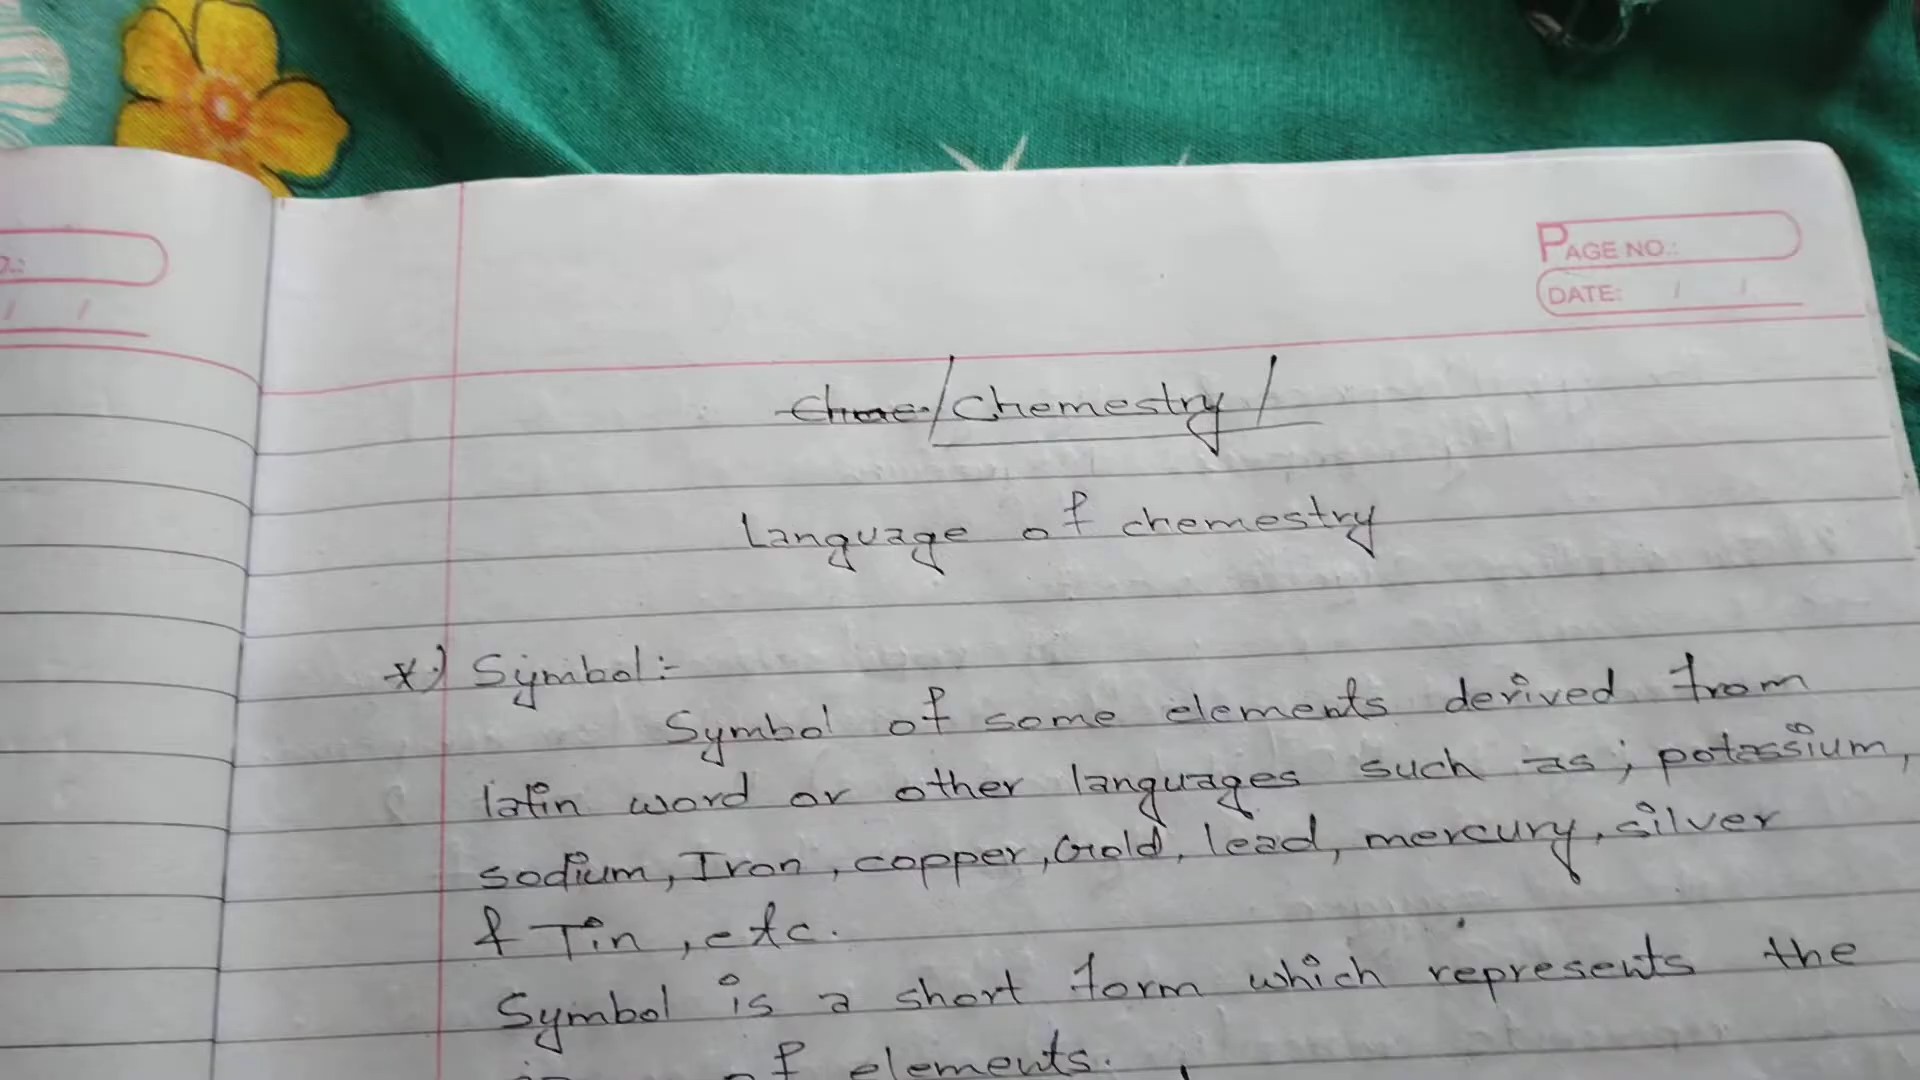 PAGE NO.:
DATE: / /
Chemestry
Language of chemestry
*) Symbol:-
Symbol of some elements derived from
latin word or other languages such as; potassium,
sodium, Iron, copper, Gold, lead, mercury, silver
& Tin, etc.
Symbol is a short form which represents the
of elements.